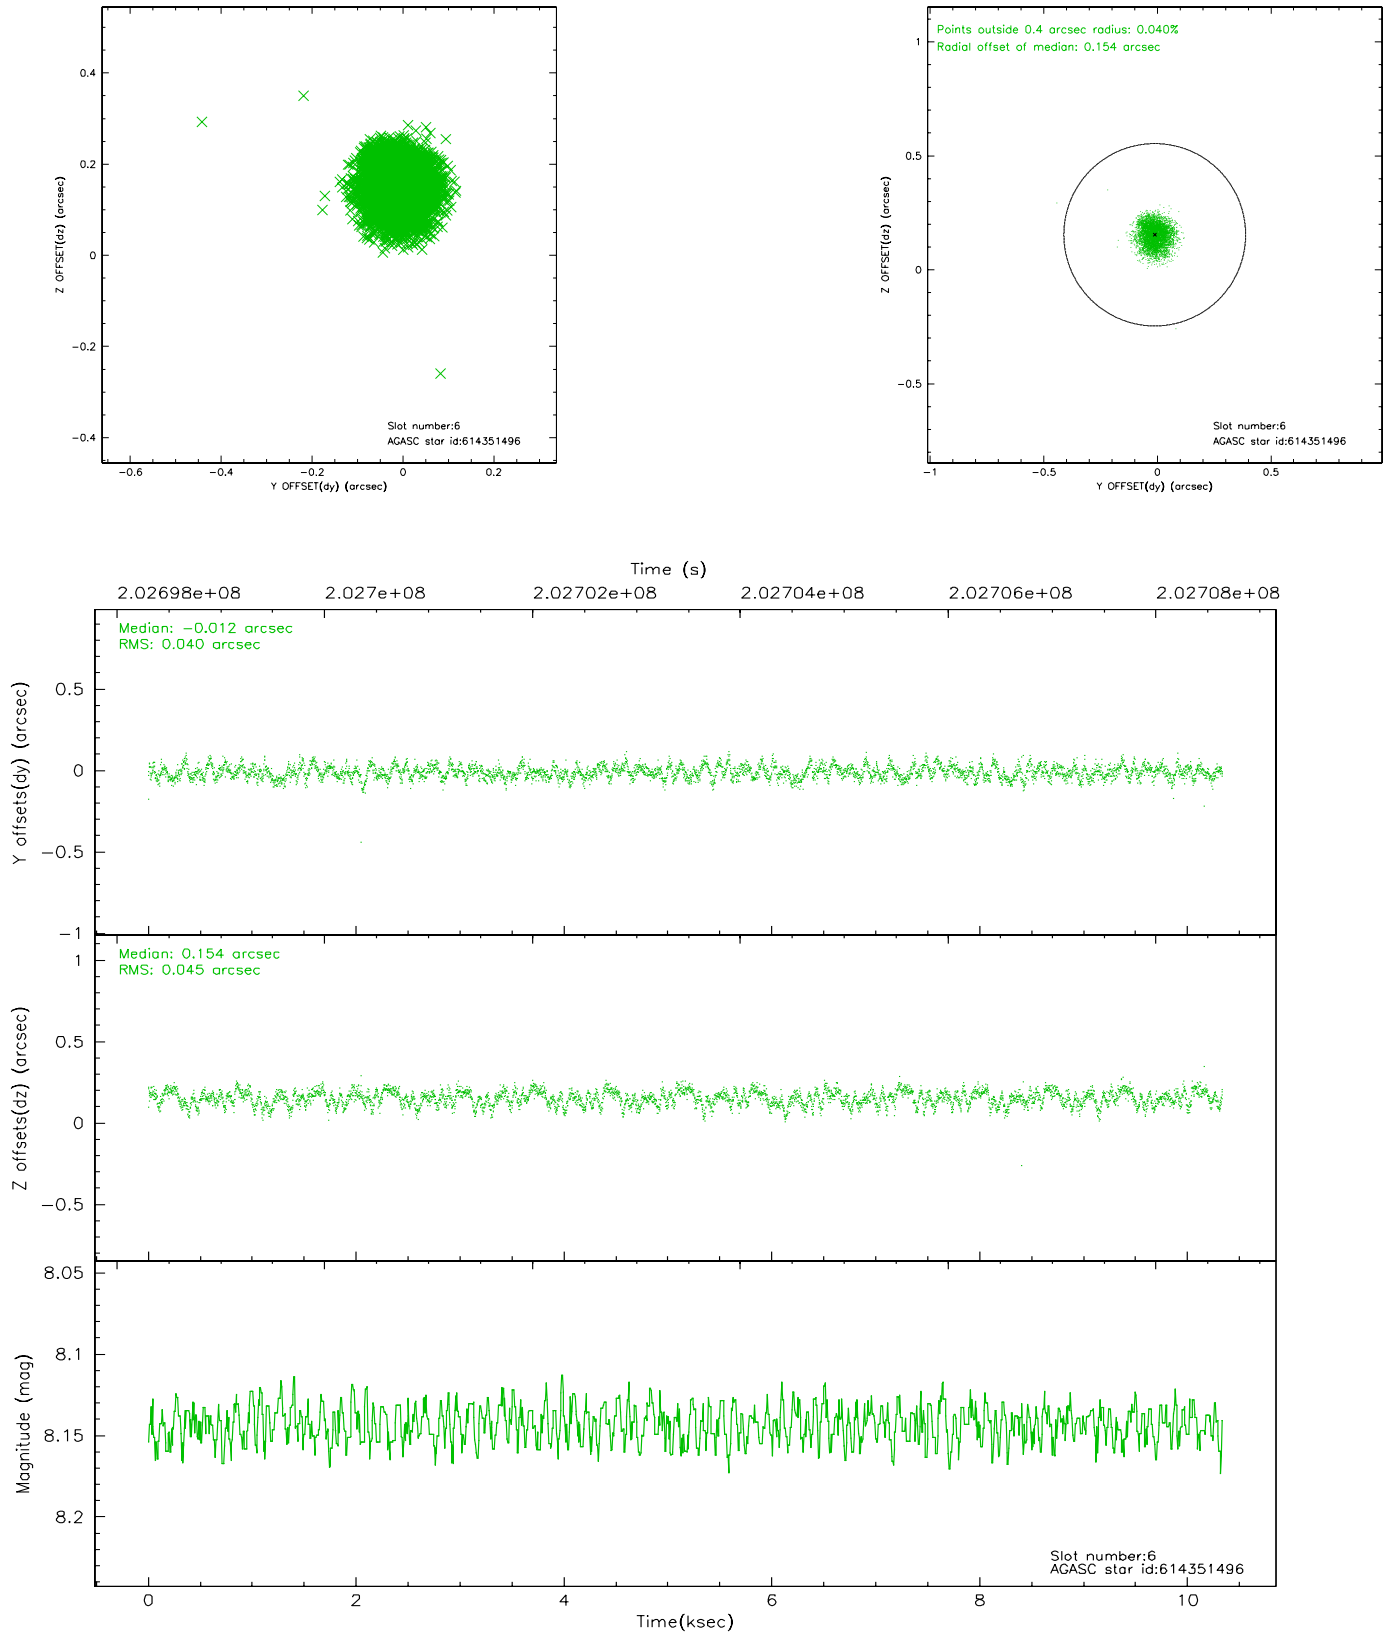 0.4
0.2
0
-0.2
-0.4
Z OFFSET(dz) (arcsec)
Slot number:6
AGASC star id:614351496
-0.6 -0.4 -0.2 0 0.2
Y OFFSET(dy) (arcsec)
Points outside 0.4 arcsec radius: 0.040%
Radial offset of median: 0.154 arcsec
1
0.5
0
-0.5
Z OFFSET(dz) (arcsec)
Slot number:6
AGASC star id:614351496
-1 -0.5 0 0.5
Y OFFSET(dy) (arcsec)
Time (s)
2.02698e+08 2.027e+08 2.02702e+08 2.02704e+08 2.02706e+08 2.02708e+08
Median: -0.012 arcsec
RMS: 0.040 arcsec
0.5
0
-0.5
-1
Y offsets(dy) (arcsec)
Median: 0.154 arcsec
RMS: 0.045 arcsec
1
0.5
0
-0.5
Z offsets(dz) (arcsec)
8.05
8.1
8.15
8.2
Magnitude (mag)
Slot number:6
AGASC star id:614351496
0 2 4 6 8 10
Time(ksec)